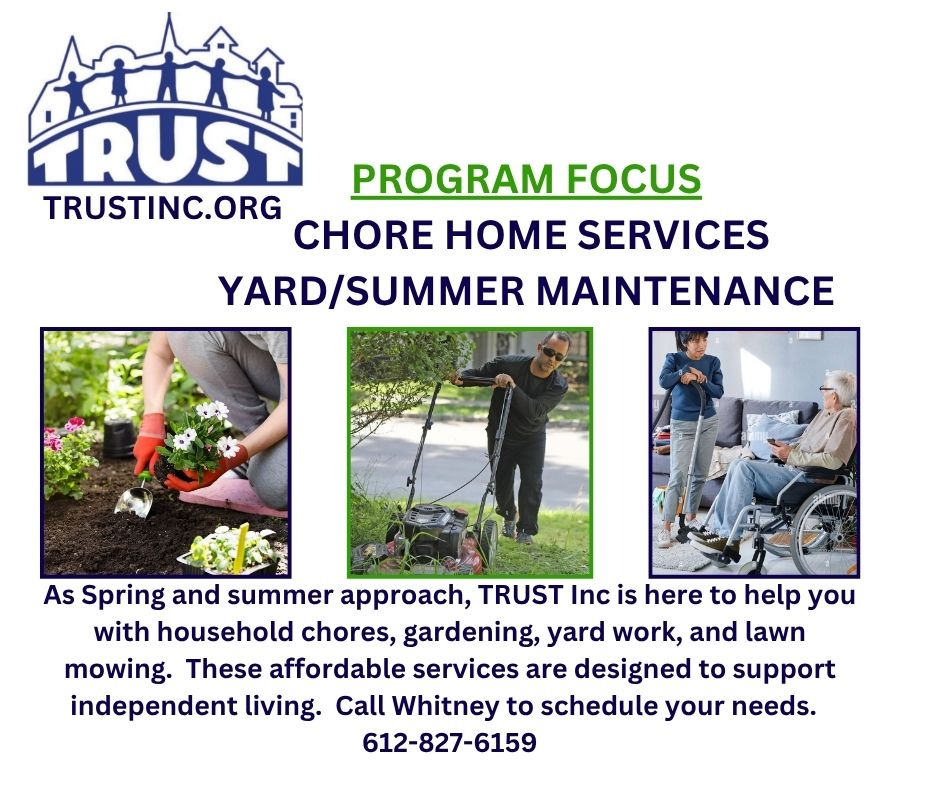 TRUST
TRUSTINC.ORG
PROGRAM FOCUS
CHORE HOME SERVICES
YARD/SUMMER MAINTENANCE
As Spring and summer approach, TRUST Inc is here to help you
with household chores, gardening, yard work, and lawn
mowing.  These affordable services are designed to support
independent living.  Call Whitney to schedule your needs.
612-827-6159